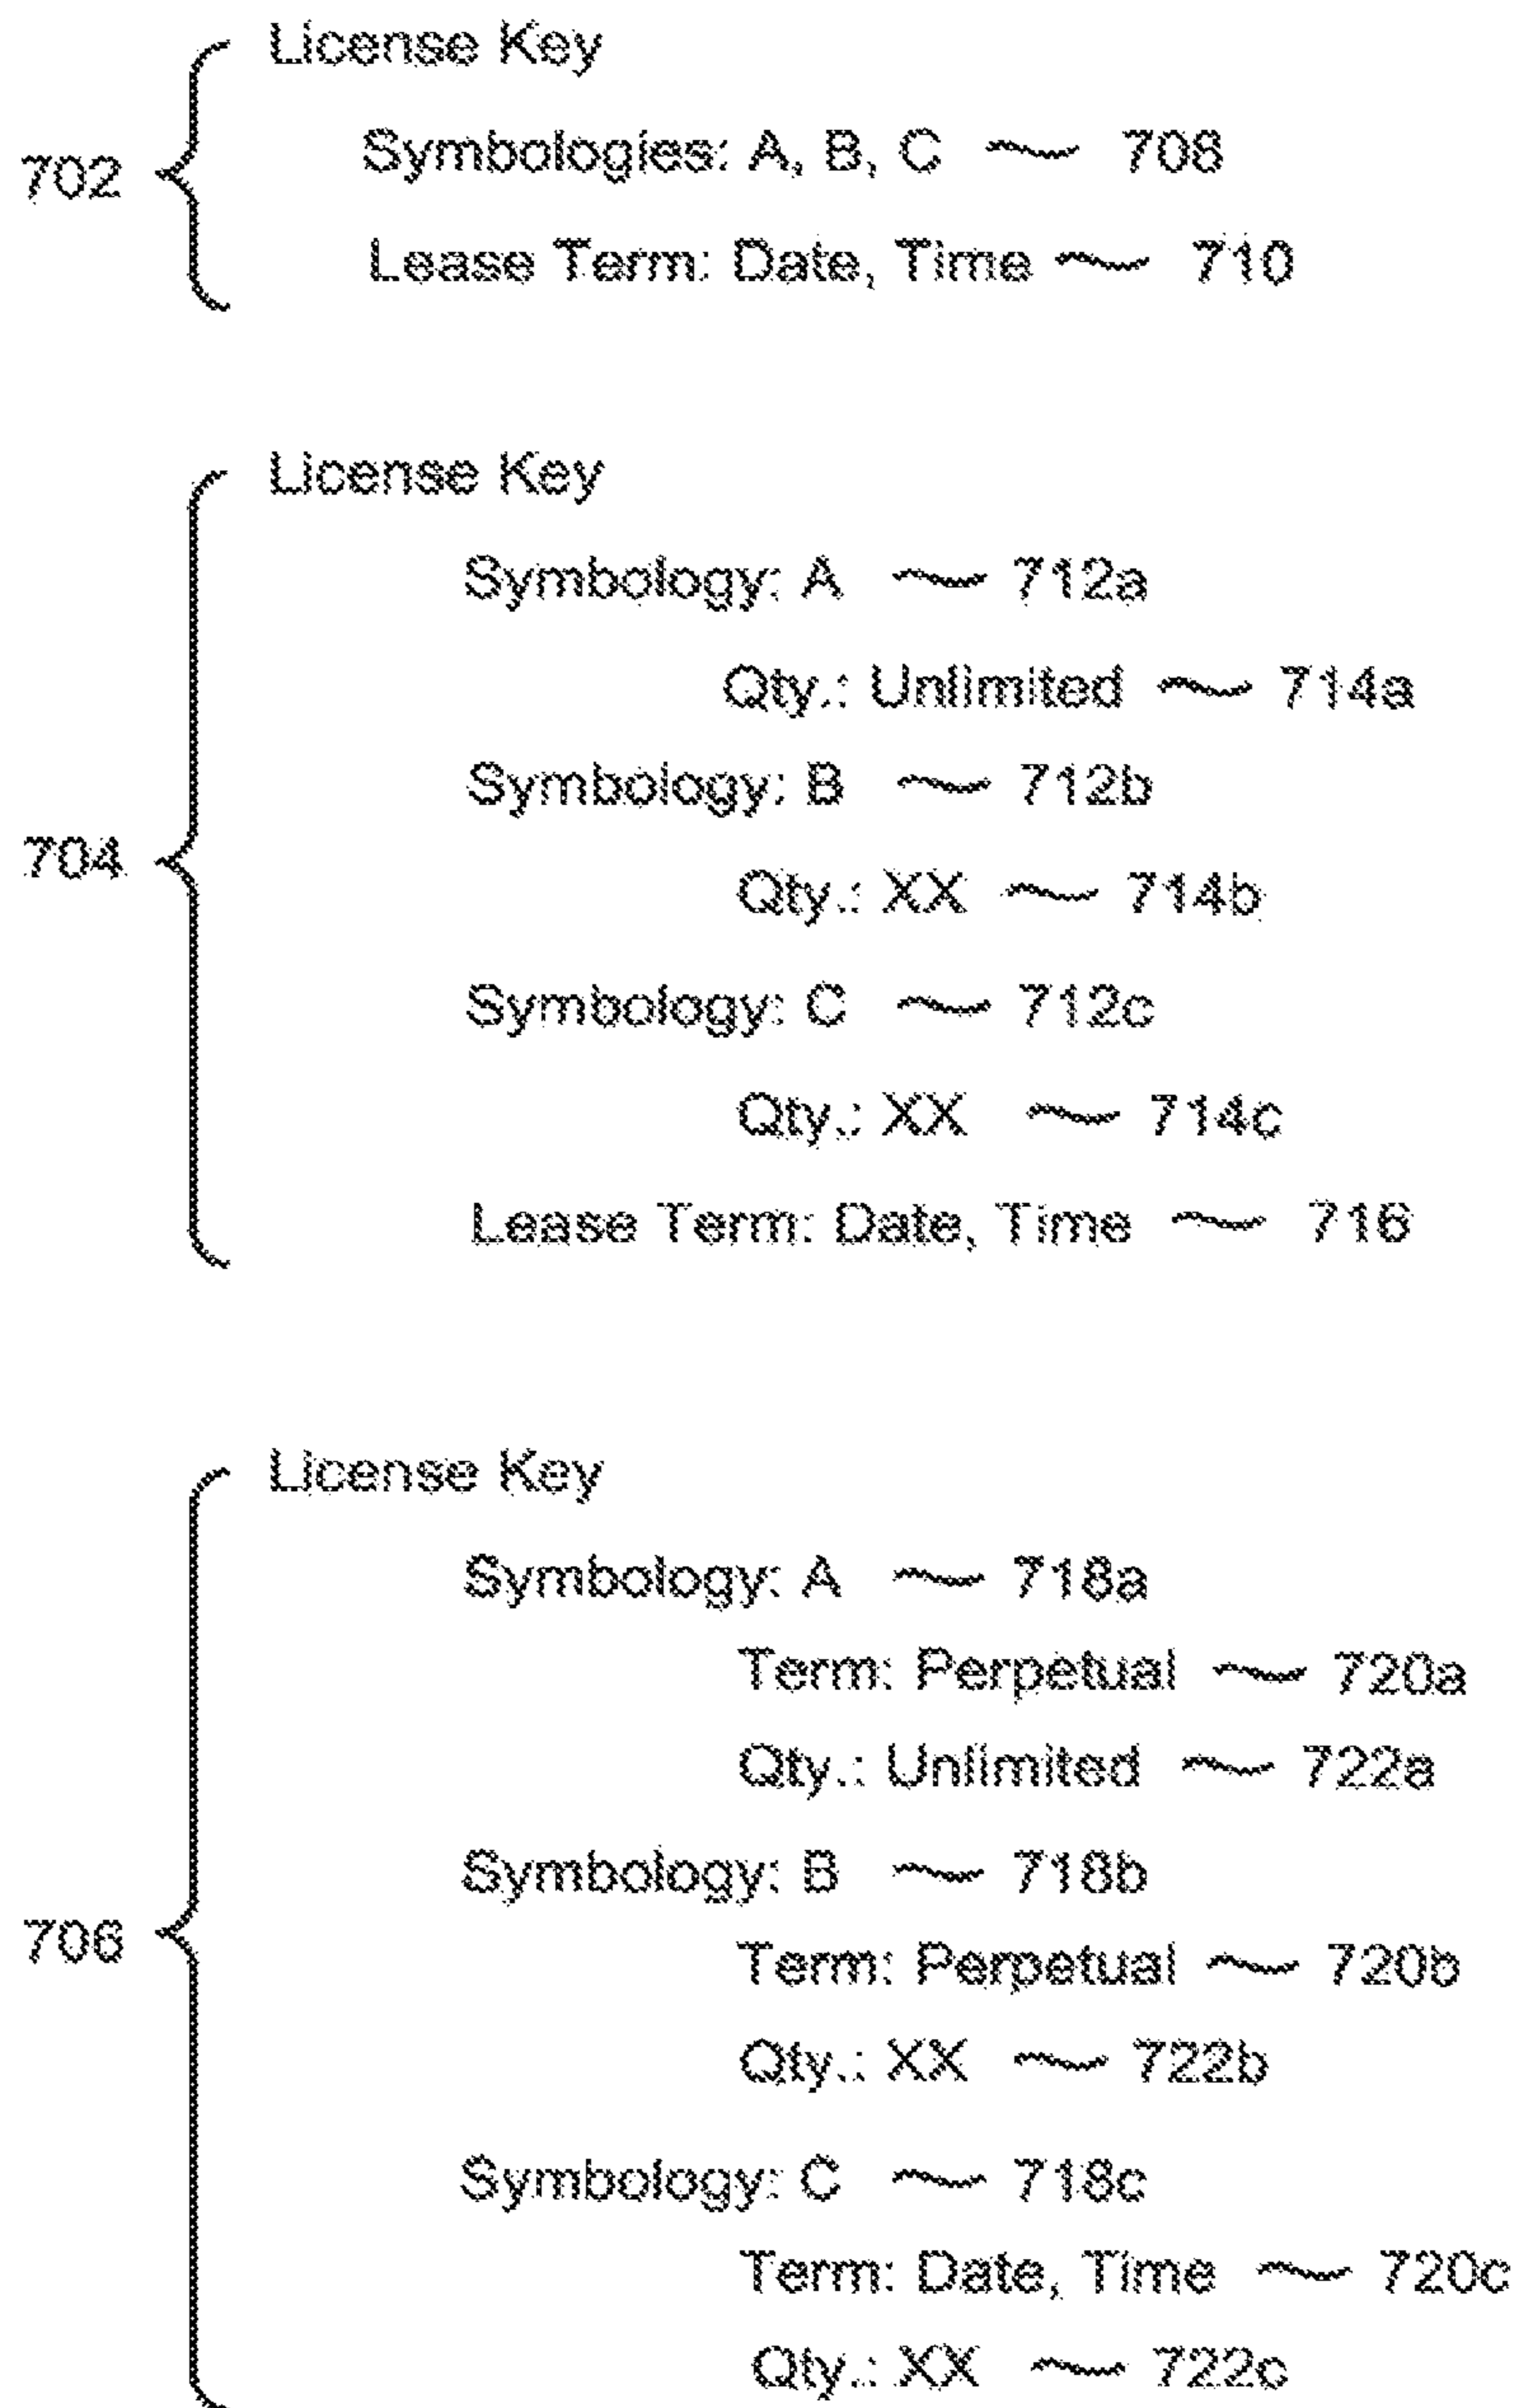 License Key
702
Symbologies: A, B, C 708
Lease Term: Date, Time 710
License Key
Symbology: A 712a
Qty.: Unlimited 714a
Symbology: B 712b
704
Qty.: XX 714b
Symbology: C 712c
Qty.: XX 714c
Lease Term: Date, Time 716
License Key
Symbology: A 718a
Term: Perpetual 720a
Qty.: Unlimited 722a
Symbology: B 718b
706
Term: Perpetual 720b
Qty.: XX 722b
Symbology: C 718c
Term: Date, Time 720c
Qty.: XX 722c